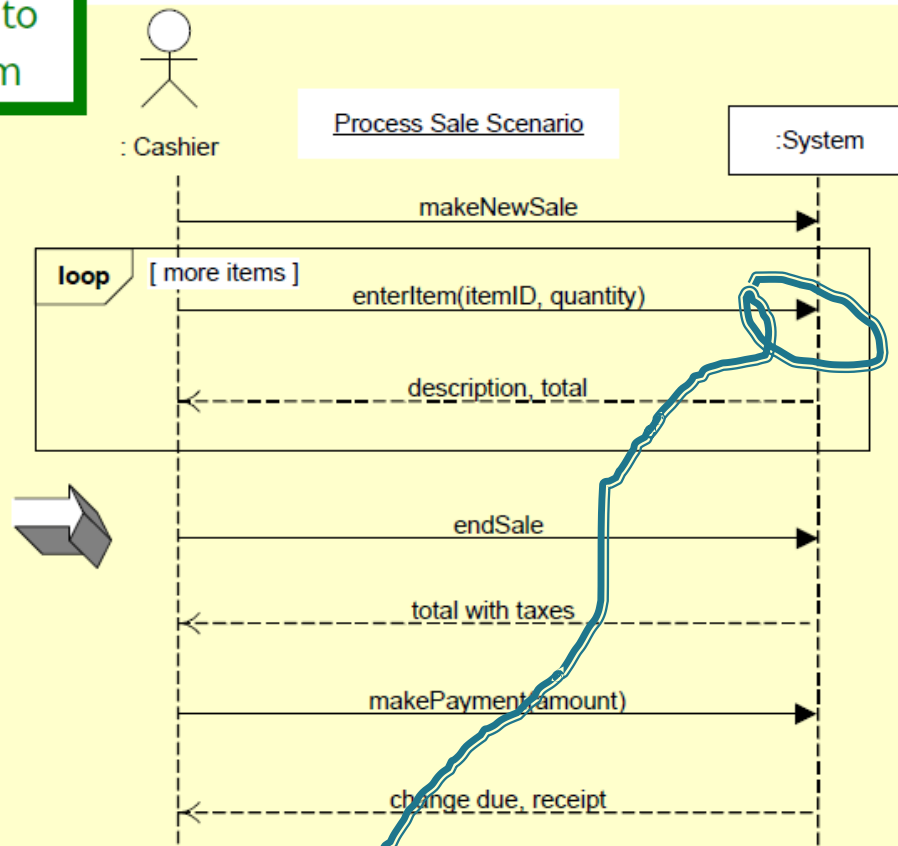 to
m
: Cashier
Process Sale Scenario
:System
makeNewSale
loop
[ more items ]
enterItem(itemID, quantity)
description, total
endSale
total with taxes
makePayment(amount)
change due, receipt